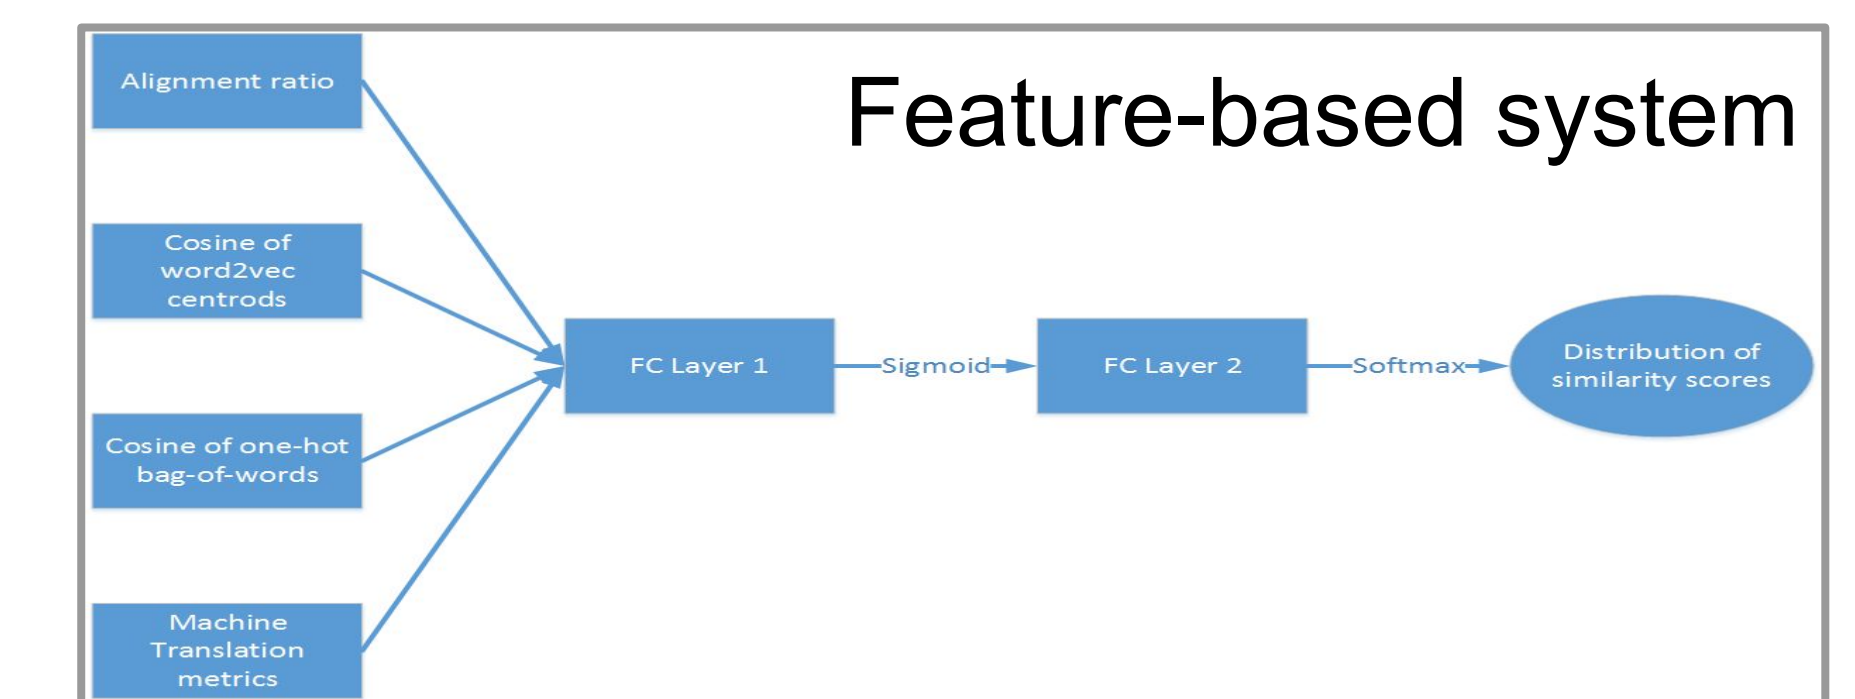 Feature-based system
Alignment ratio
Cosine of
word2vec
centrods
Cosine of one-hot
bag-of-words
Machine
Translation
metrics
FC Layer 1
Sigmoid
FC Layer 2
Softmax
Distribution of
similarity scores